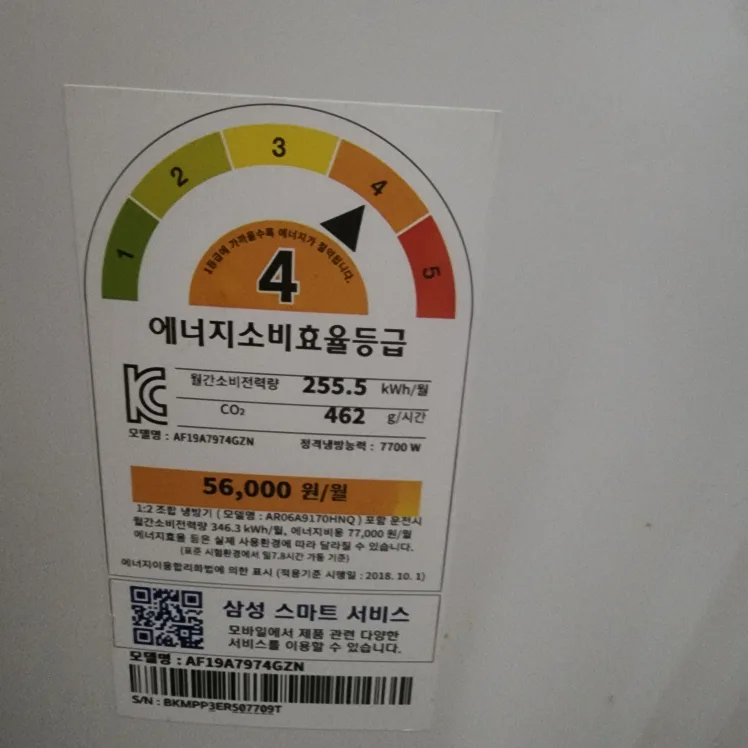 1
2
3
4
5
1등급에 가까울수록 에너지가 절약됩니다.
4
에너지소비효율등급
월간소비전력량 255.5 kWh/월
CO₂ 462 g/시간
모델명 : AF19A7974GZN 정격냉방능력 : 7700 W
56,000 원/월
1:2 조합 냉방기 ( 모델명 : AR06A9170HNQ ) 포함 운전시
월간소비전력량 346.3 kWh/월, 에너지비용 77,000 원/월
에너지효율 등은 실제 사용환경에 따라 달라질 수 있습니다.
(표준 시험환경에서 일7.8시간 가동 기준)
에너지이용합리화법에 의한 표시 (적용기준 시행일 : 2018. 10. 1)
삼성 스마트 서비스
모바일에서 제품 관련 다양한
서비스를 이용할 수 있습니다.
모델명 : AF19A7974GZN
S/N : BKMPP3ER507709T